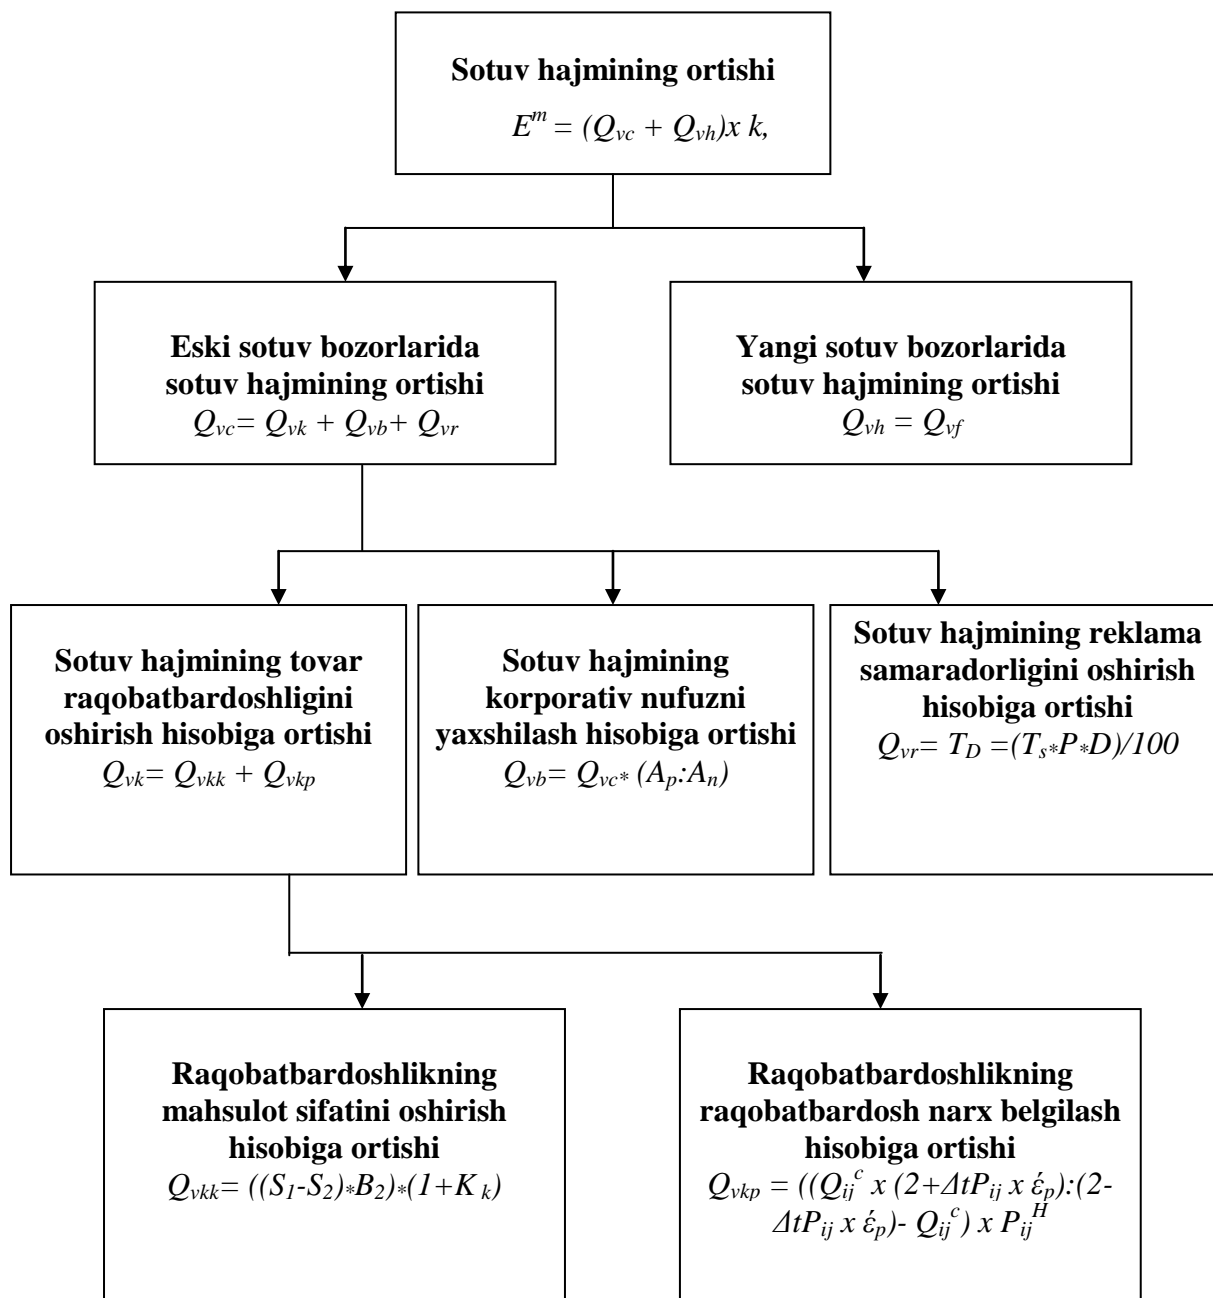 Sotuv hajmining ortishi
E^m = (Q_vc + Q_vh)x k,
Eski sotuv bozorlarida
sotuv hajmining ortishi
Q_vc= Q_vk + Q_vb+ Q_vr
Yangi sotuv bozorlarida
sotuv hajmining ortishi
Q_vh = Q_vf
Sotuv hajmining tovar
raqobatbardoshligini
oshirish hisobiga ortishi
Q_vk= Q_vkk + Q_vkp
Sotuv hajmining
korporativ nufuzni
yaxshilash hisobiga ortishi
Q_vb= Q_vc* (A_p:A_n)
Sotuv hajmining reklama
samaradorligini oshirish
hisobiga ortishi
Q_vr= T_D =(T_s*P*D)/100
Raqobatbardoshlikning
mahsulot sifatini oshirish
hisobiga ortishi
Q_vkk= ((S_1-S_2)*B_2)*(1+K_k)
Raqobatbardoshlikning
raqobatbardosh narx belgilash
hisobiga ortishi
Q_vkp = ((Q_ij^c x (2+ΔtP_ij x έ_p):(2-
ΔtP_ij x έ_p)- Q_ij^c) x P_ij^H